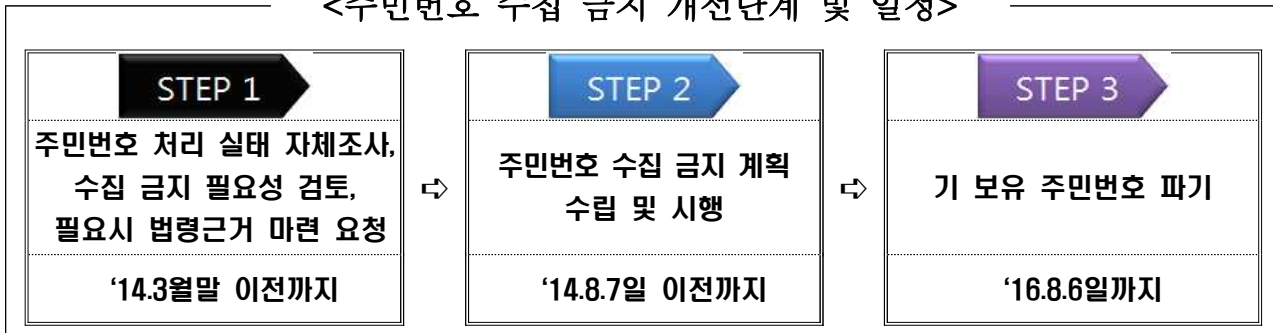 <주민번호 수집 금지 개선단계 및 일정>
STEP 1
주민번호 처리 실태 자체조사,
수집 금지 필요성 검토,
필요시 법령근거 마련 요청
‘14.3월말 이전까지
➪
STEP 2
주민번호 수집 금지 계획
수립 및 시행
‘14.8.7일 이전까지
➪
STEP 3
기 보유 주민번호 파기
‘16.8.6일까지